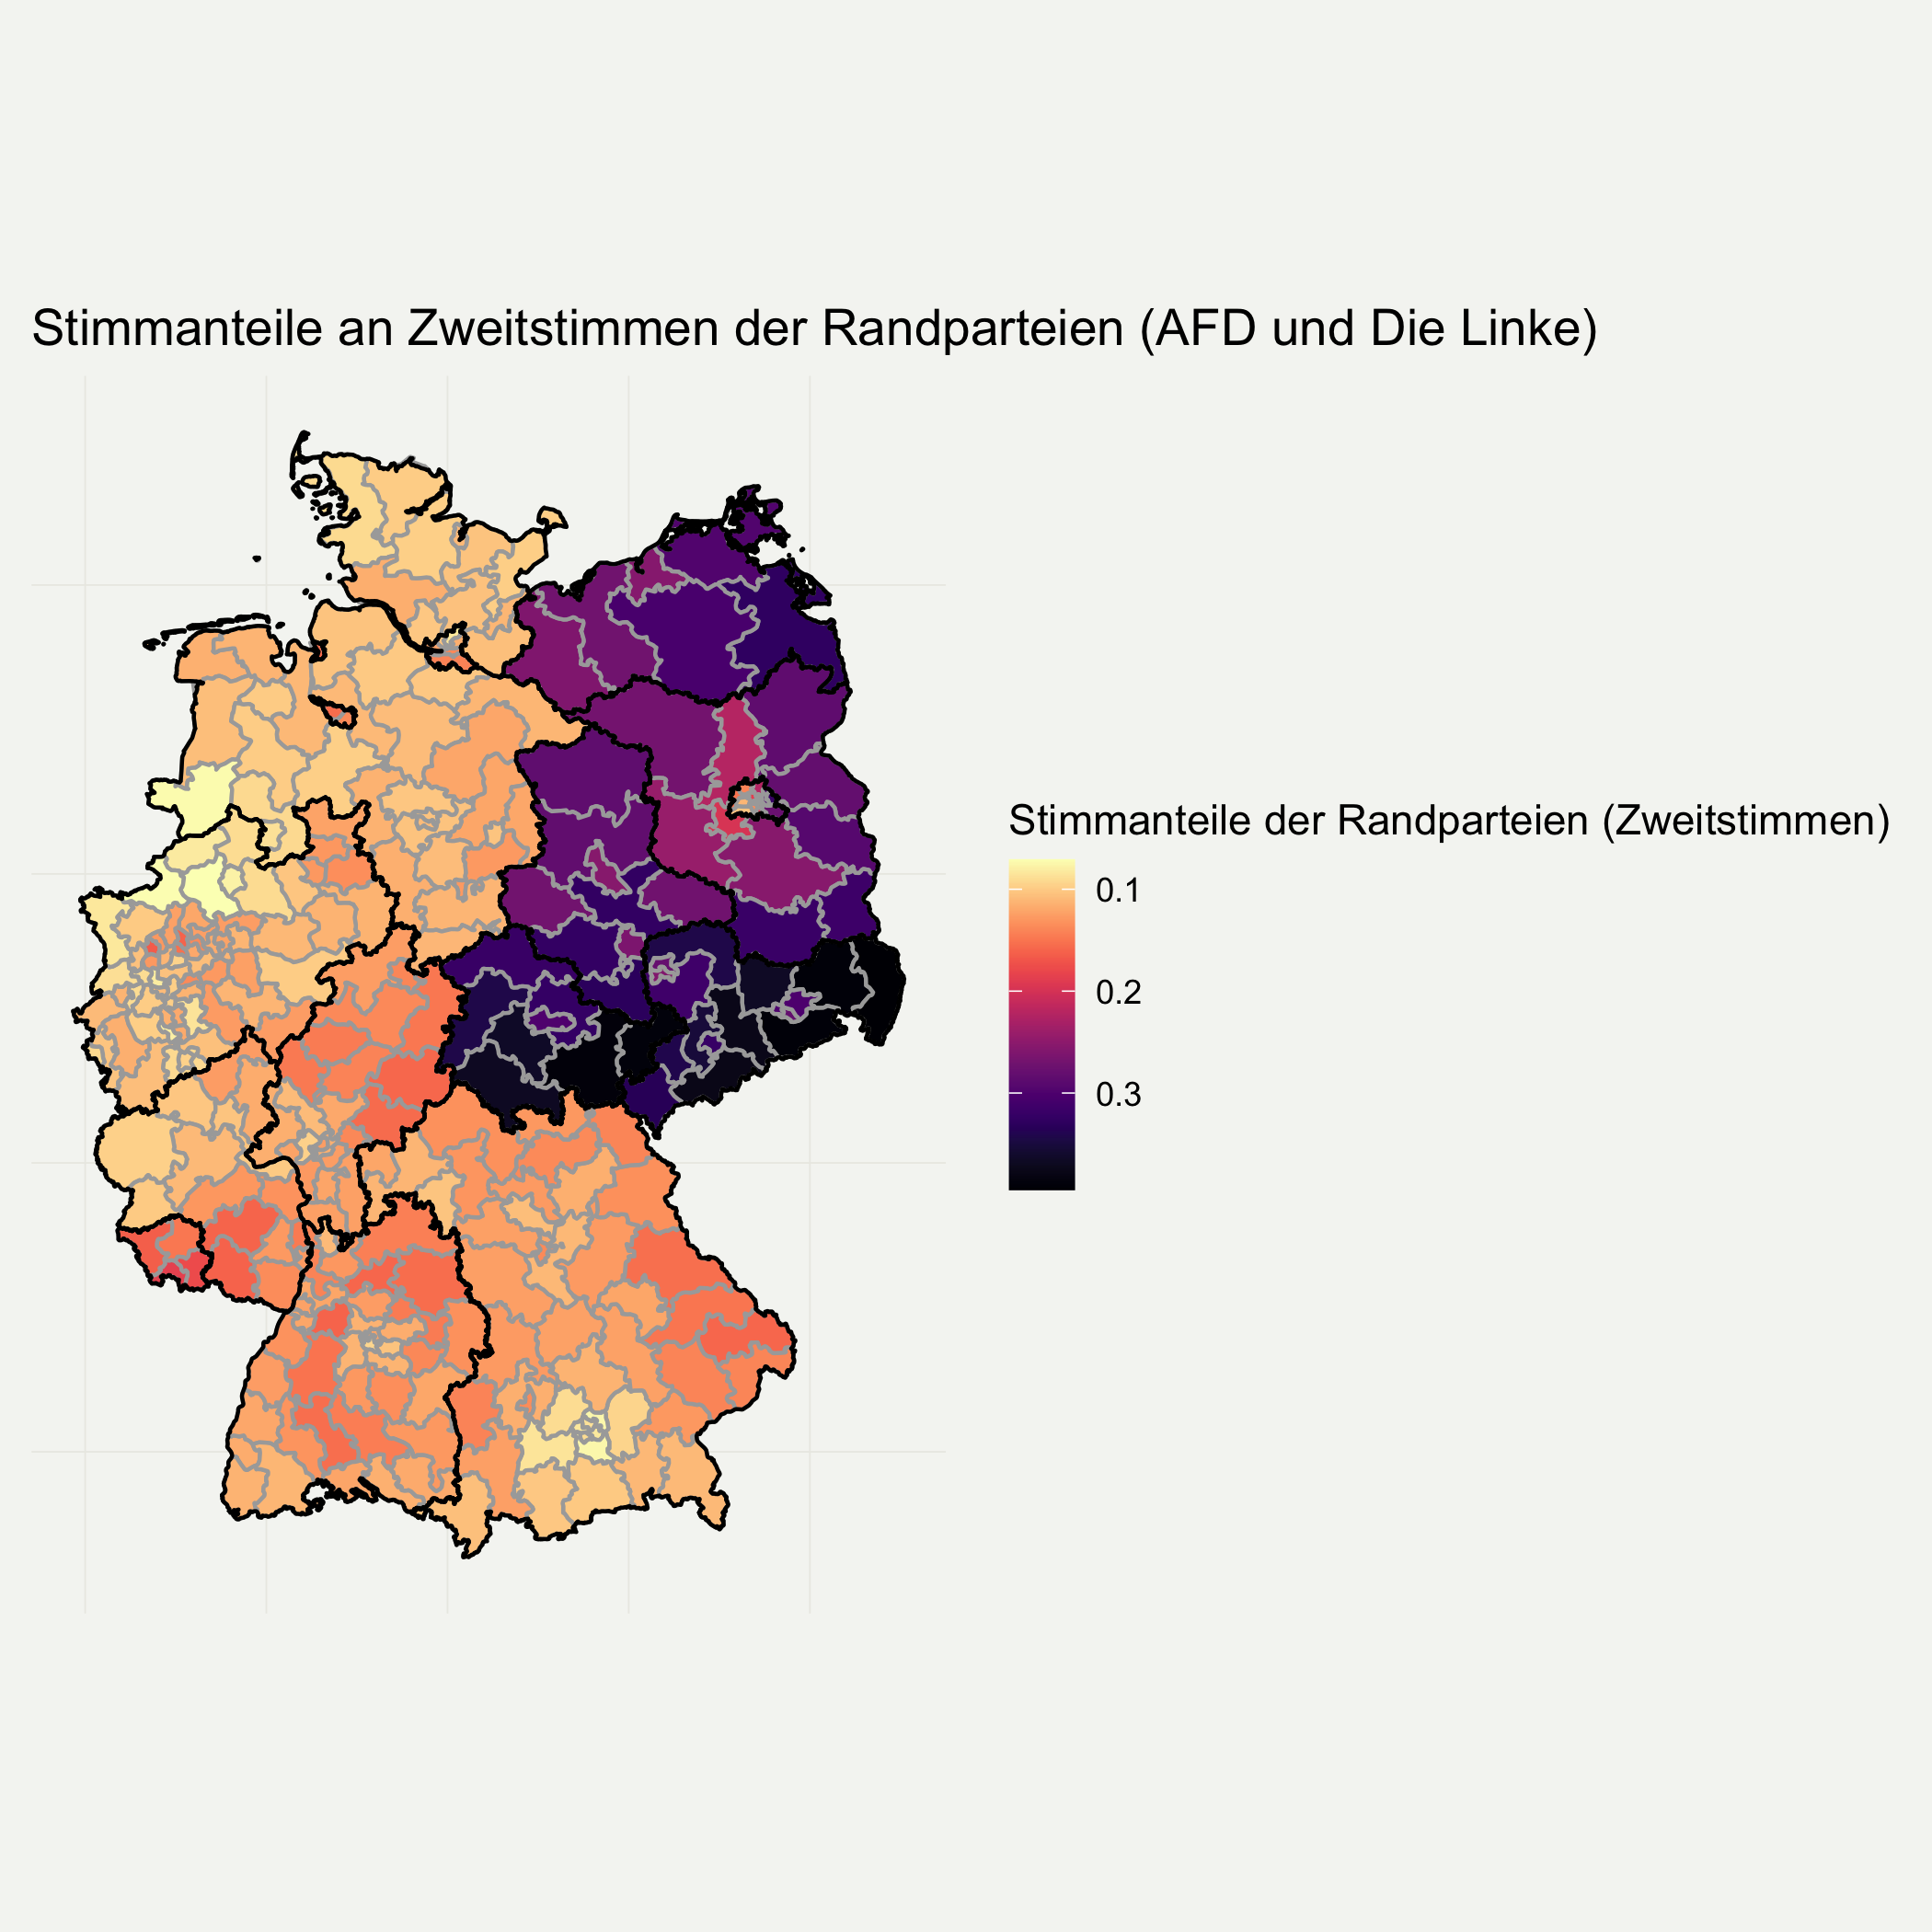 Stimmanteile an Zweitstimmen der Randparteien (AFD und Die Linke)
Stimmanteile der Randparteien (Zweitstimmen)
0.1
0.2
0.3